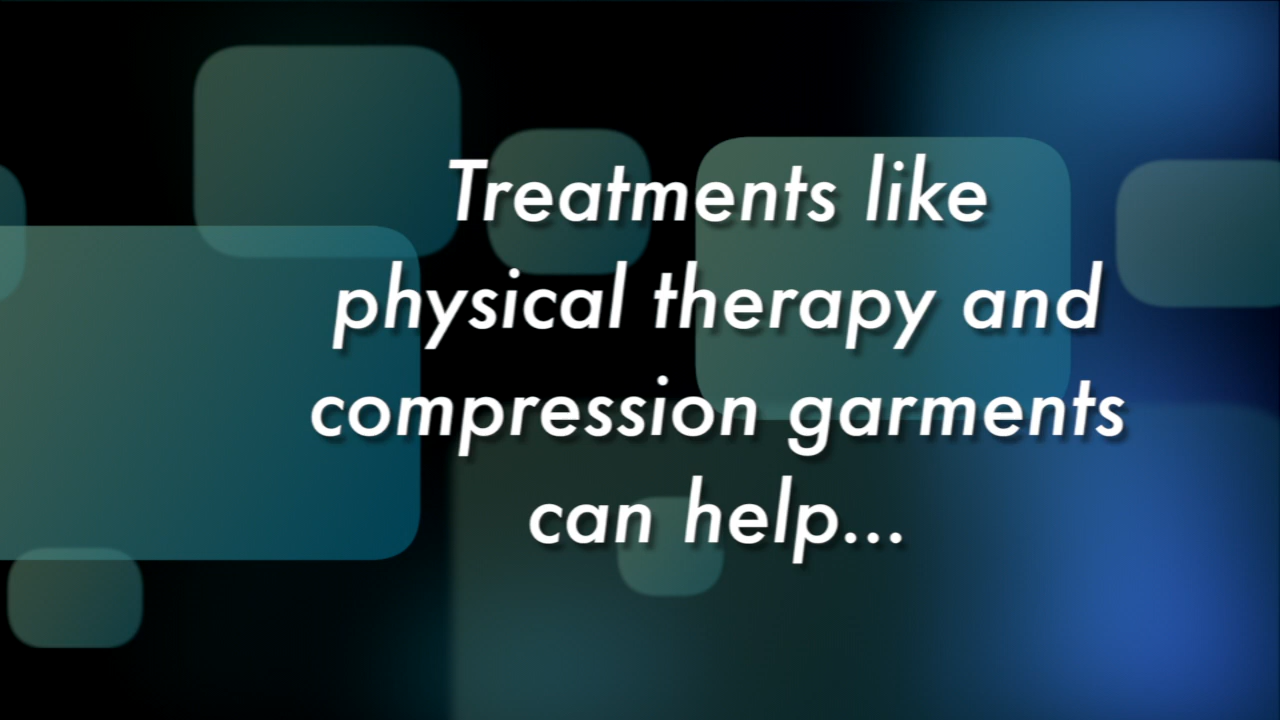 Treatments like
physical therapy and
compression garments
can help...